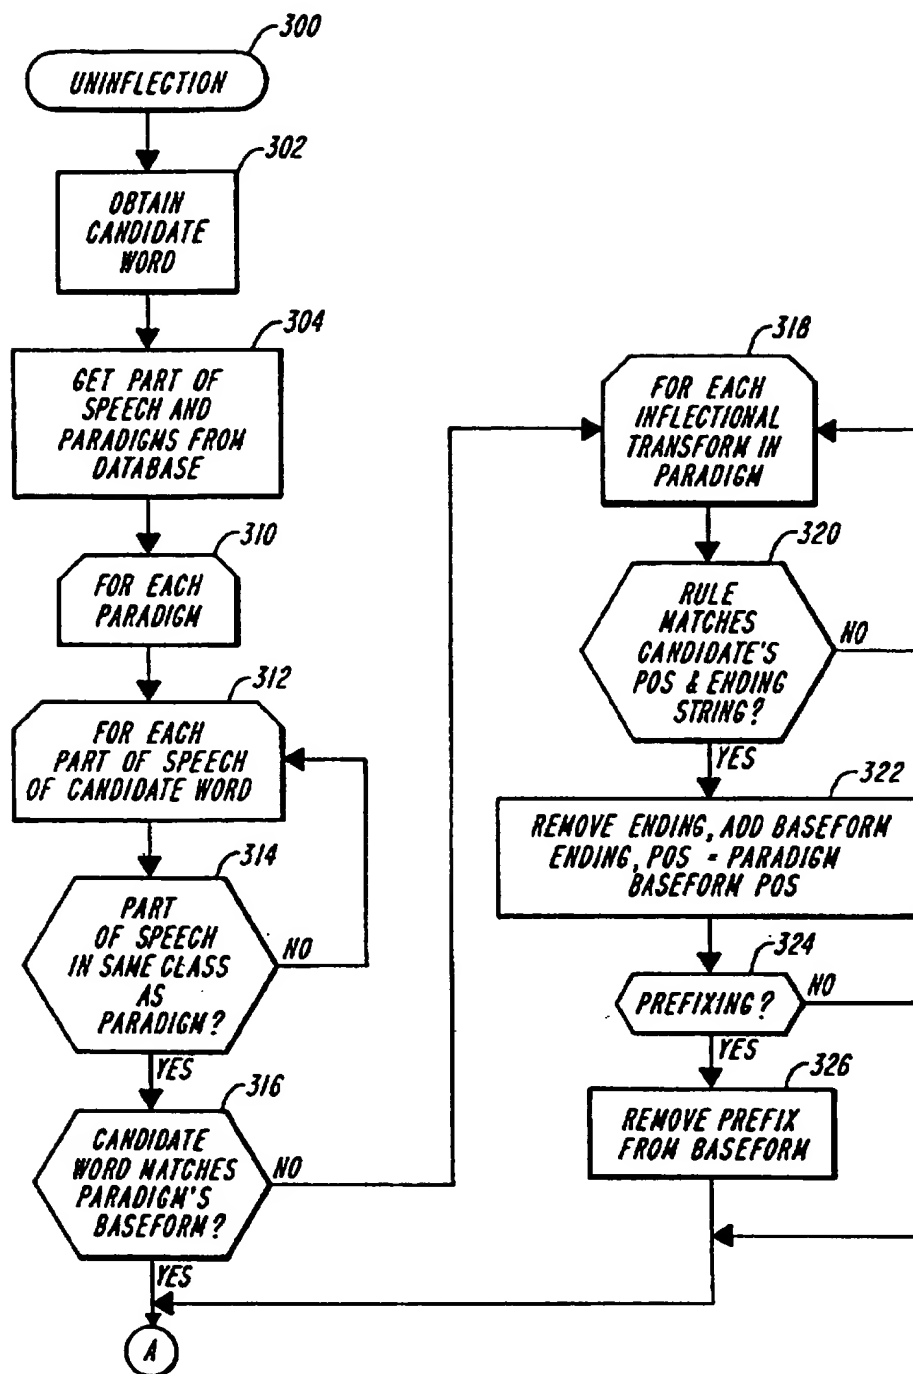 300
UNINFLECTION
302
OBTAIN
CANDIDATE
WORD
304
GET PART OF
SPEECH AND
PARADIGMS FROM
DATABASE
310
FOR EACH
PARADIGM
312
FOR EACH
PART OF SPEECH
OF CANDIDATE WORD
314
PART
OF SPEECH
IN SAME CLASS
AS
PARADIGM?
NO
YES
316
CANDIDATE
WORD MATCHES
PARADIGM'S
BASEFORM?
NO
YES
A
318
FOR EACH
INFLECTIONAL
TRANSFORM IN
PARADIGM
320
RULE
MATCHES
CANDIDATE'S
POS & ENDING
STRING?
NO
YES
322
REMOVE ENDING, ADD BASEFORM
ENDING, POS = PARADIGM
BASEFORM POS
324
PREFIXING?
NO
YES
326
REMOVE PREFIX
FROM BASEFORM